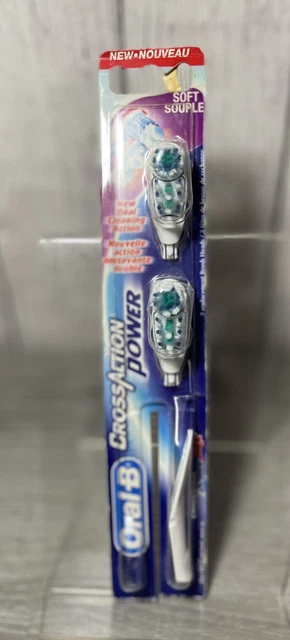 NEW•NOUVEAU
SOFT
SOUPLE
New
Dual
Cleaning
Action
Nouvelle
action
nettoyante
double
CROSSACTION
POWER
Oral-B